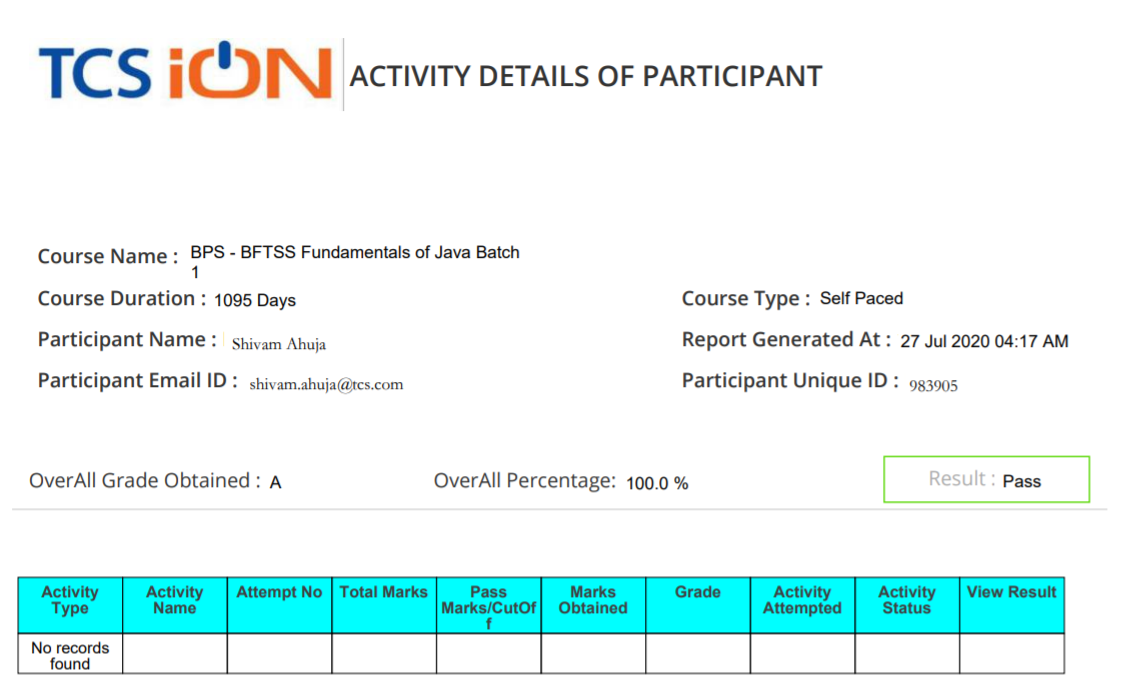 TCS iON ACTIVITY DETAILS OF PARTICIPANT
Course Name : BPS - BFTSS Fundamentals of Java Batch
1
Course Duration : 1095 Days
Course Type : Self Paced
Participant Name : Shivam Ahuja
Report Generated At : 27 Jul 2020 04:17 AM
Participant Email ID : shivam.ahuja@tcs.com
Participant Unique ID : 983905
OverAll Grade Obtained : A
OverAll Percentage: 100.0 %
Result : Pass
Activity Type
Activity Name
Attempt No
Total Marks
Pass Marks/CutOf f
Marks Obtained
Grade
Activity Attempted
Activity Status
View Result
No records found